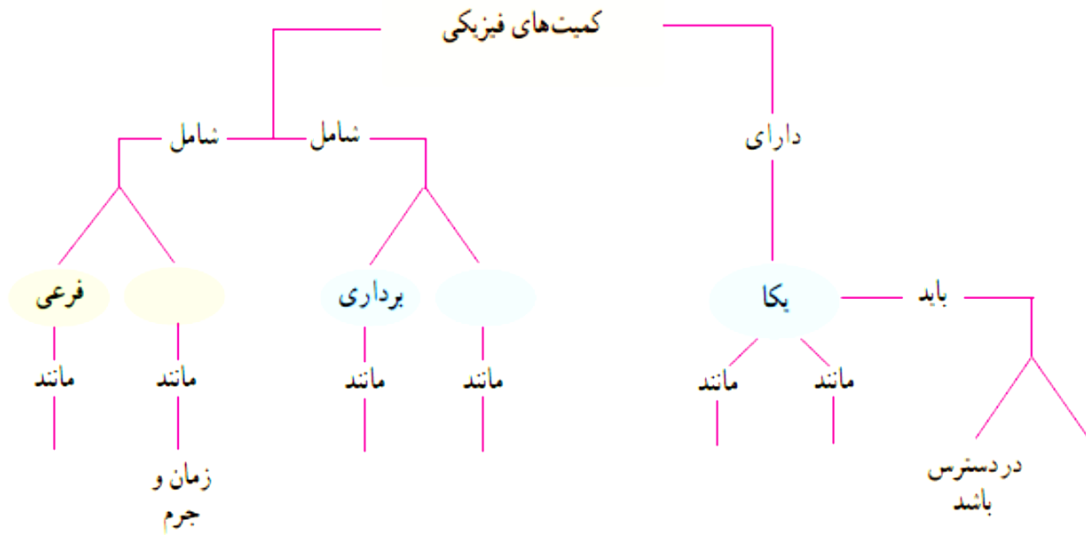 کمیت‌های فیزیکی
دارای
شامل
شامل
یکا
باید
برداری
فرعی
مانند
مانند
مانند
مانند
مانند
مانند
در دسترس
باشد
زمان و
جرم